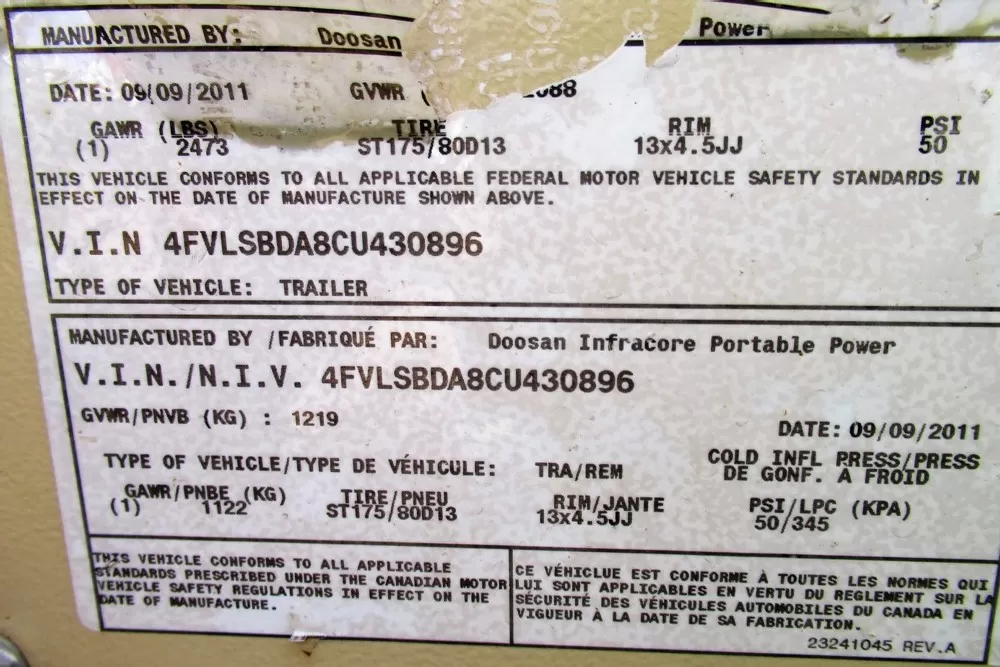 MANUACTURED BY: Doosan Power
DATE: 09/09/2011 GVWR (
GAWR (LBS) TIRE RIM PSI
(1) 2473 ST175/80D13 13x4.5JJ 50
THIS VEHICLE CONFORMS TO ALL APPLICABLE FEDERAL MOTOR VEHICLE SAFETY STANDARDS IN
EFFECT ON THE DATE OF MANUFACTURE SHOWN ABOVE.
V.I.N 4FVLSBDA8CU430896
TYPE OF VEHICLE: TRAILER
MANUFACTURED BY /FABRIQUÉ PAR: Doosan Infracore Portable Power
V.I.N./N.I.V. 4FVLSBDA8CU430896
GVWR/PNVB (KG) : 1219
DATE: 09/09/2011
TYPE OF VEHICLE/TYPE DE VÉHICULE: TRA/REM
COLD INFL PRESS/PRESS
DE GONF. A FROID
GAWR/PNBE (KG) TIRE/PNEU RIM/JANTE PSI/LPC (KPA)
(1) 1122 ST175/80D13 13x4.5JJ 50/345
THIS VEHICLE CONFORMS TO ALL APPLICABLE
STANDARDS PRESCRIBED UNDER THE CANADIAN MOTOR
VEHICLE SAFETY REGULATIONS IN EFFECT ON THE
DATE OF MANUFACTURE.
CE VÉHICLUE EST CONFORME À TOUTES LES NORMES QUI
LUI SONT APPLICABLES EN VERTU DU REGLEMENT SUR LA
SÉCURITÉ DES VÉHICULES AUTOMOBILES DU CANADA EN
VIGUEUR À LA DATE DE SA FABRICATION.
23241045 REV.A